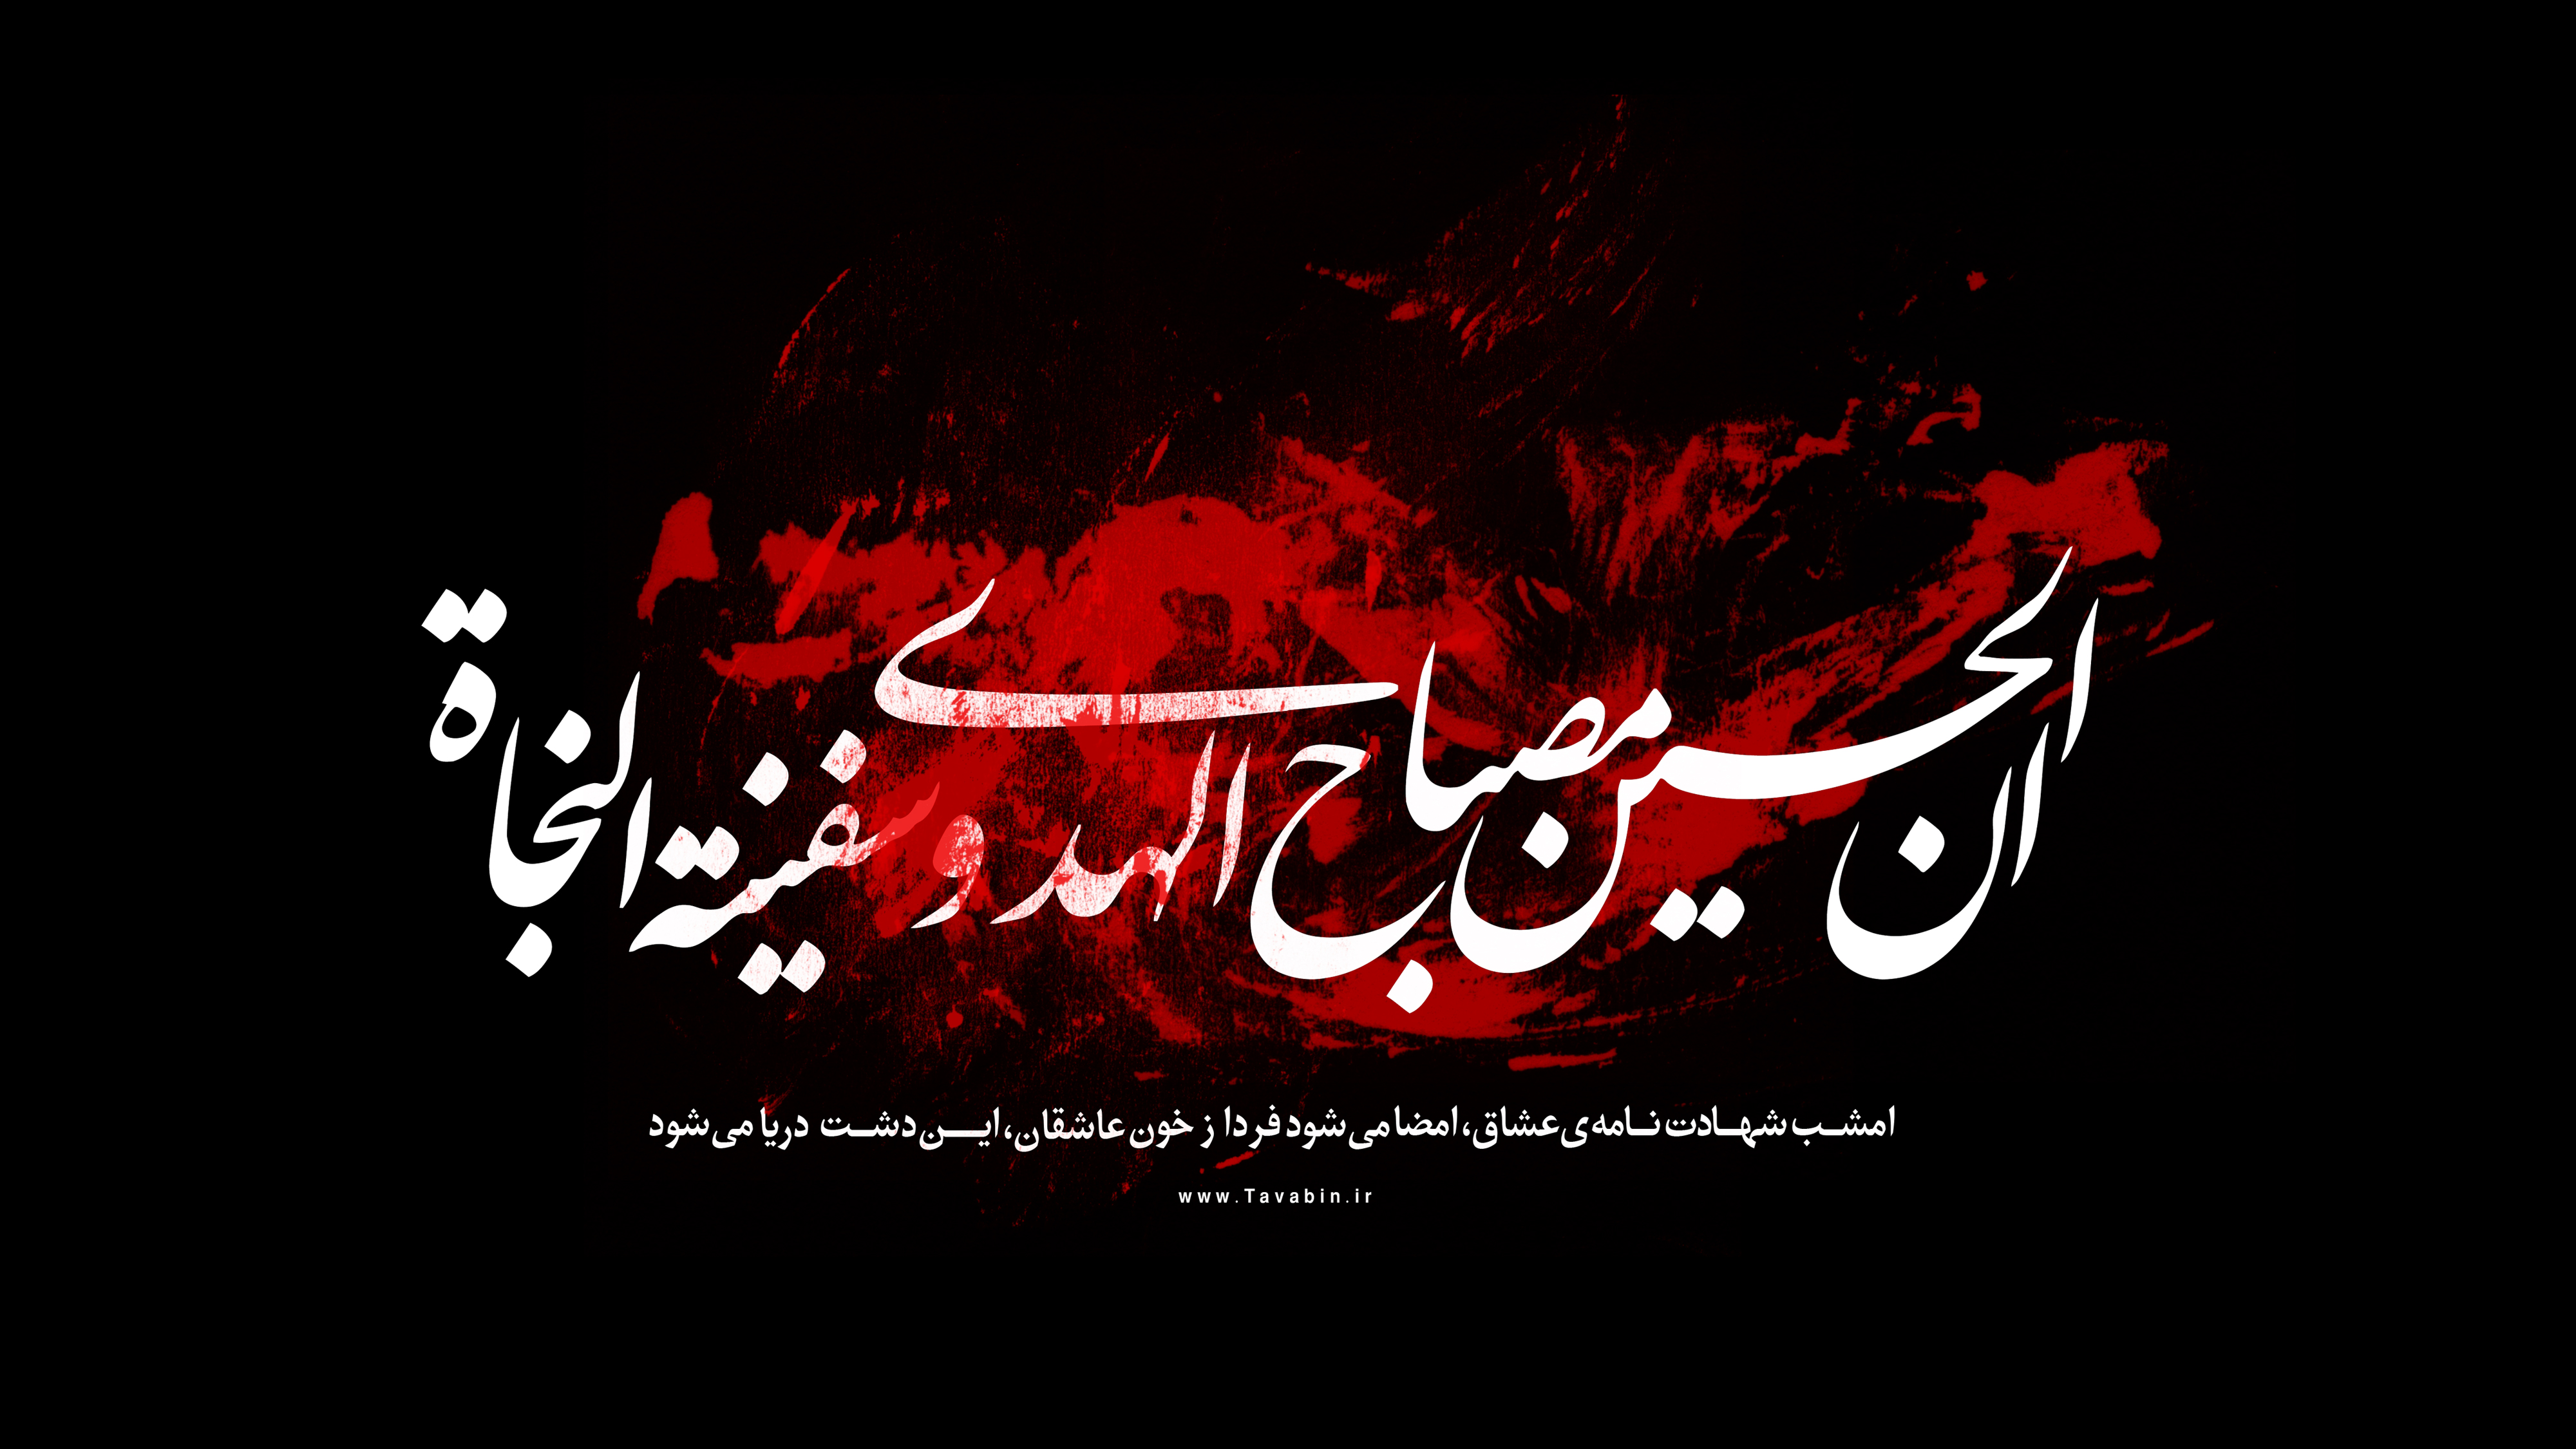 ان الحسین مصباح الهدی و سفینة النجاة
امشب شهادت نامه‌ی عشاق، امضا می‌شود فردا ز خون عاشقان، این دشت دریا می‌شود
www.Tavabin.ir